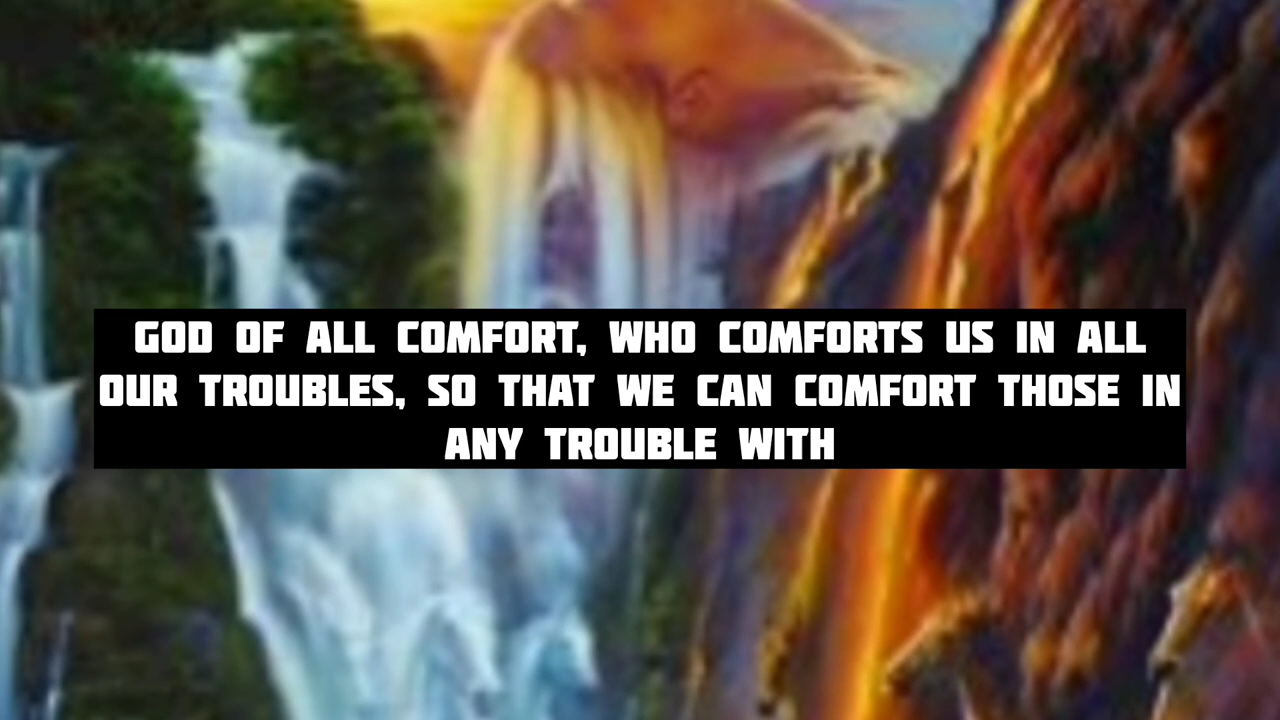 GOD OF ALL COMFORT, WHO COMFORTS US IN ALL
OUR TROUBLES, SO THAT WE CAN COMFORT THOSE IN
ANY TROUBLE WITH